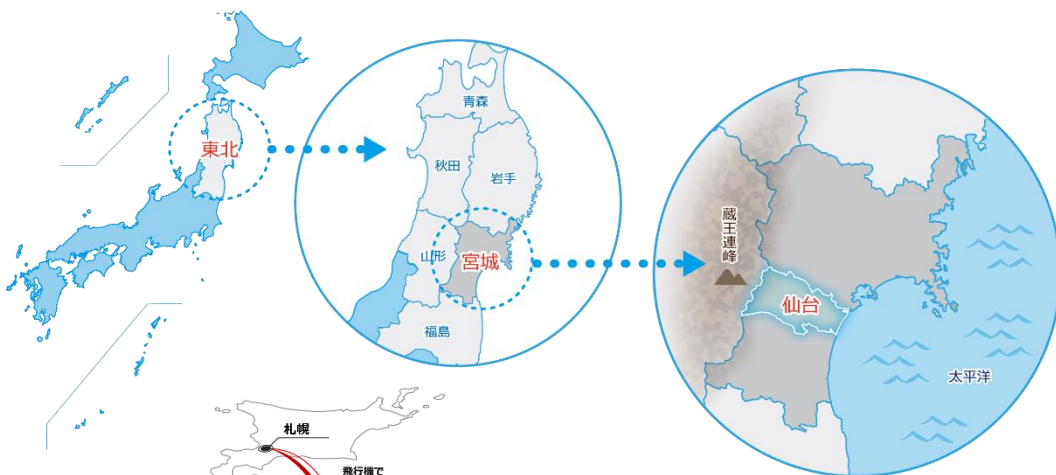 東北
青森
秋田
岩手
山形
宮城
福島
蔵王連峰
仙台
太平洋
札幌
飛行機で